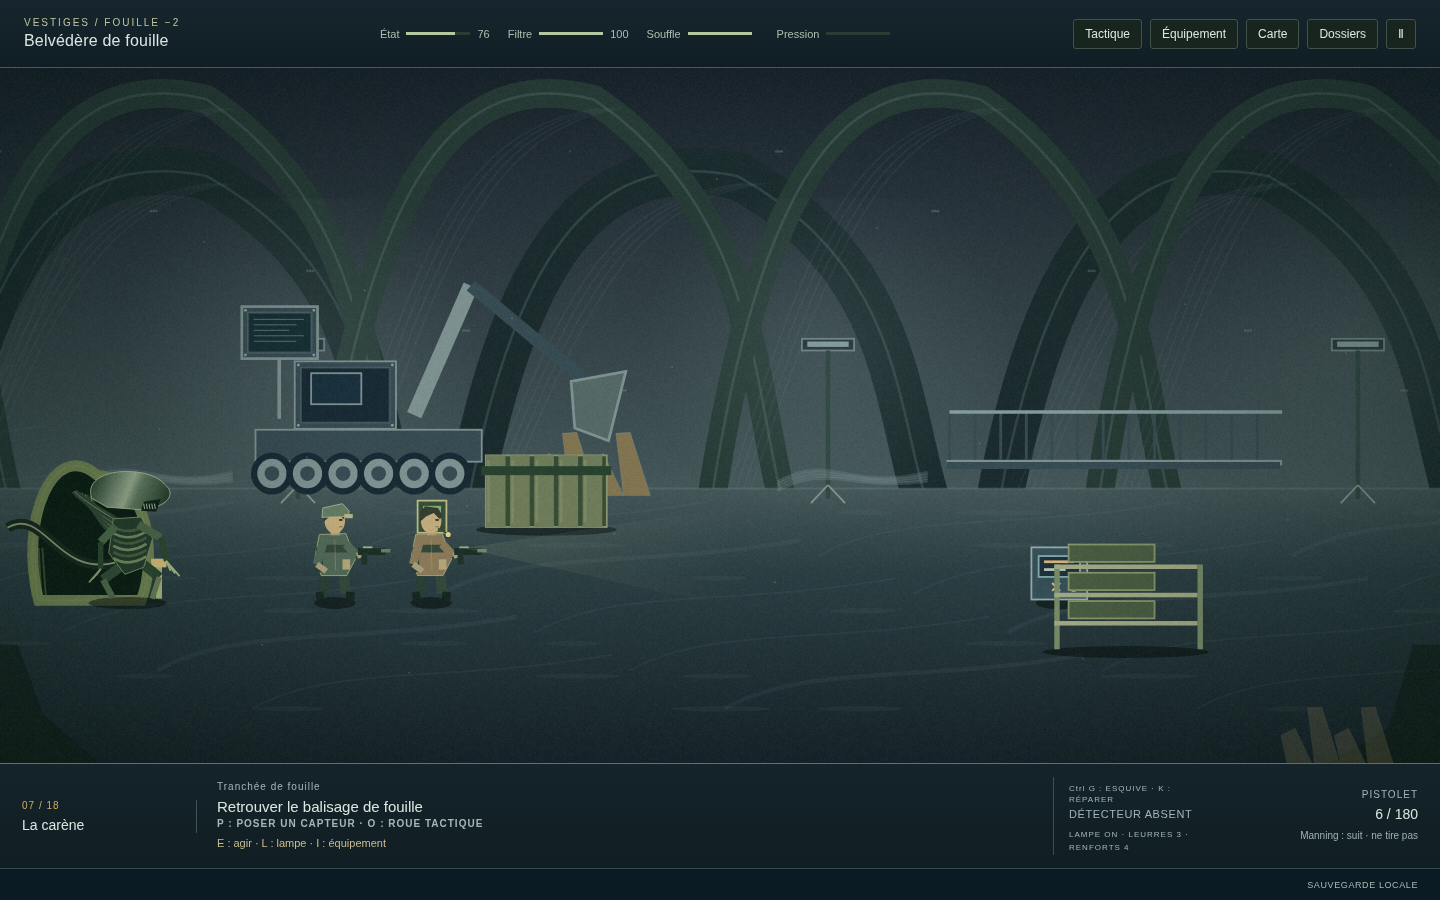 VESTIGES / FOUILLE −2
Belvédère de fouille
État 76 Filtre 100 Souffle Pression
Tactique Équipement Carte Dossiers Ⅱ
07 / 18
La carène
Tranchée de fouille
Retrouver le balisage de fouille
P : POSER UN CAPTEUR · O : ROUE TACTIQUE
E : agir · L : lampe · I : équipement
Ctrl G : ESQUIVE · K :
RÉPARER
DÉTECTEUR ABSENT
LAMPE ON · LEURRES 3 ·
RENFORTS 4
PISTOLET
6 / 180
Manning : suit · ne tire pas
SAUVEGARDE LOCALE